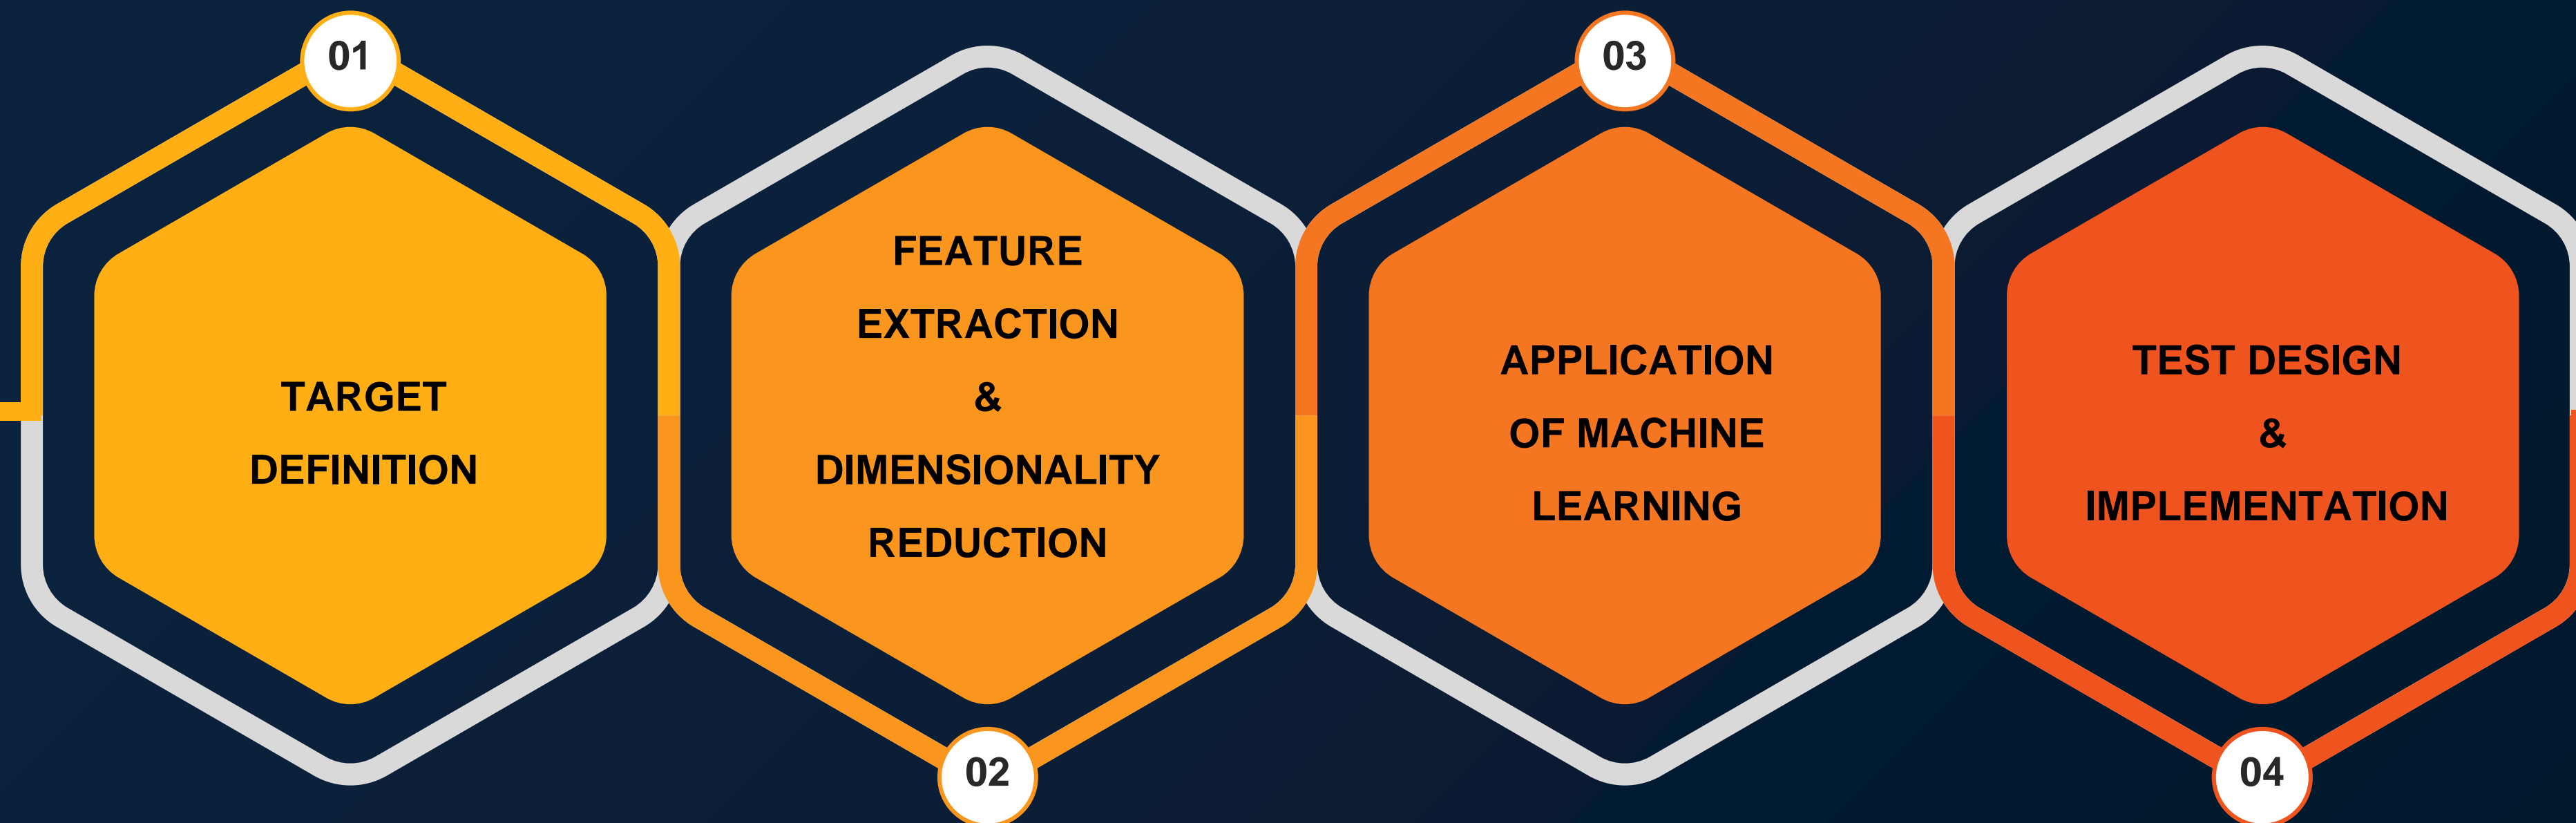 01
TARGET
DEFINITION
FEATURE
EXTRACTION
&
DIMENSIONALITY
REDUCTION
02
03
APPLICATION
OF MACHINE
LEARNING
TEST DESIGN
&
IMPLEMENTATION
04